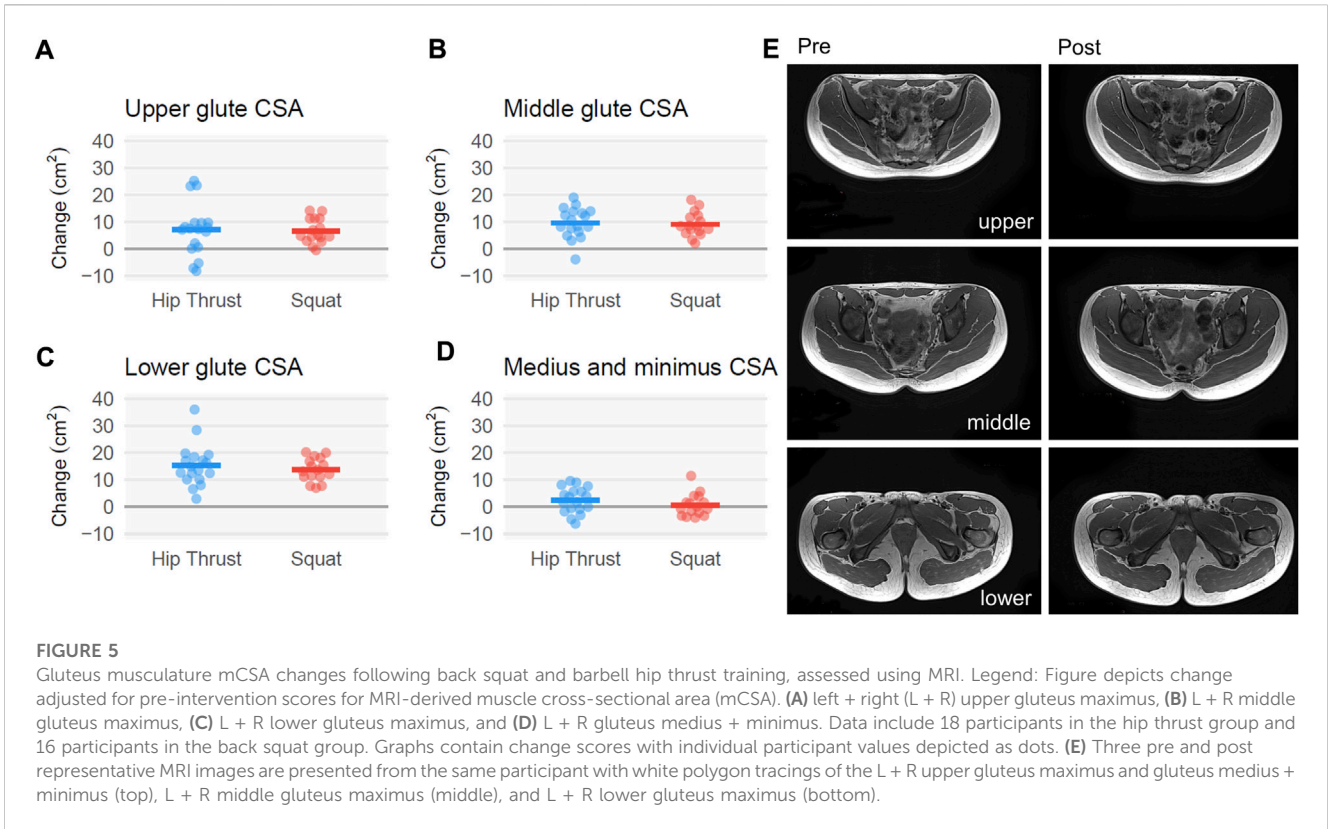 A
Upper glute CSA
Change (cm²)
40
30
20
10
0
−10
Hip Thrust
Squat
B
Middle glute CSA
Change (cm²)
40
30
20
10
0
−10
Hip Thrust
Squat
C
Lower glute CSA
Change (cm²)
40
30
20
10
0
−10
Hip Thrust
Squat
D
Medius and minimus CSA
Change (cm²)
40
30
20
10
0
−10
Hip Thrust
Squat
E
Pre
Post
upper
middle
lower
FIGURE 5
Gluteus musculature mCSA changes following back squat and barbell hip thrust training, assessed using MRI. Legend: Figure depicts change
adjusted for pre-intervention scores for MRI-derived muscle cross-sectional area (mCSA). (A) left + right (L + R) upper gluteus maximus, (B) L + R middle
gluteus maximus, (C) L + R lower gluteus maximus, and (D) L + R gluteus medius + minimus. Data include 18 participants in the hip thrust group and
16 participants in the back squat group. Graphs contain change scores with individual participant values depicted as dots. (E) Three pre and post
representative MRI images are presented from the same participant with white polygon tracings of the L + R upper gluteus maximus and gluteus medius +
minimus (top), L + R middle gluteus maximus (middle), and L + R lower gluteus maximus (bottom).